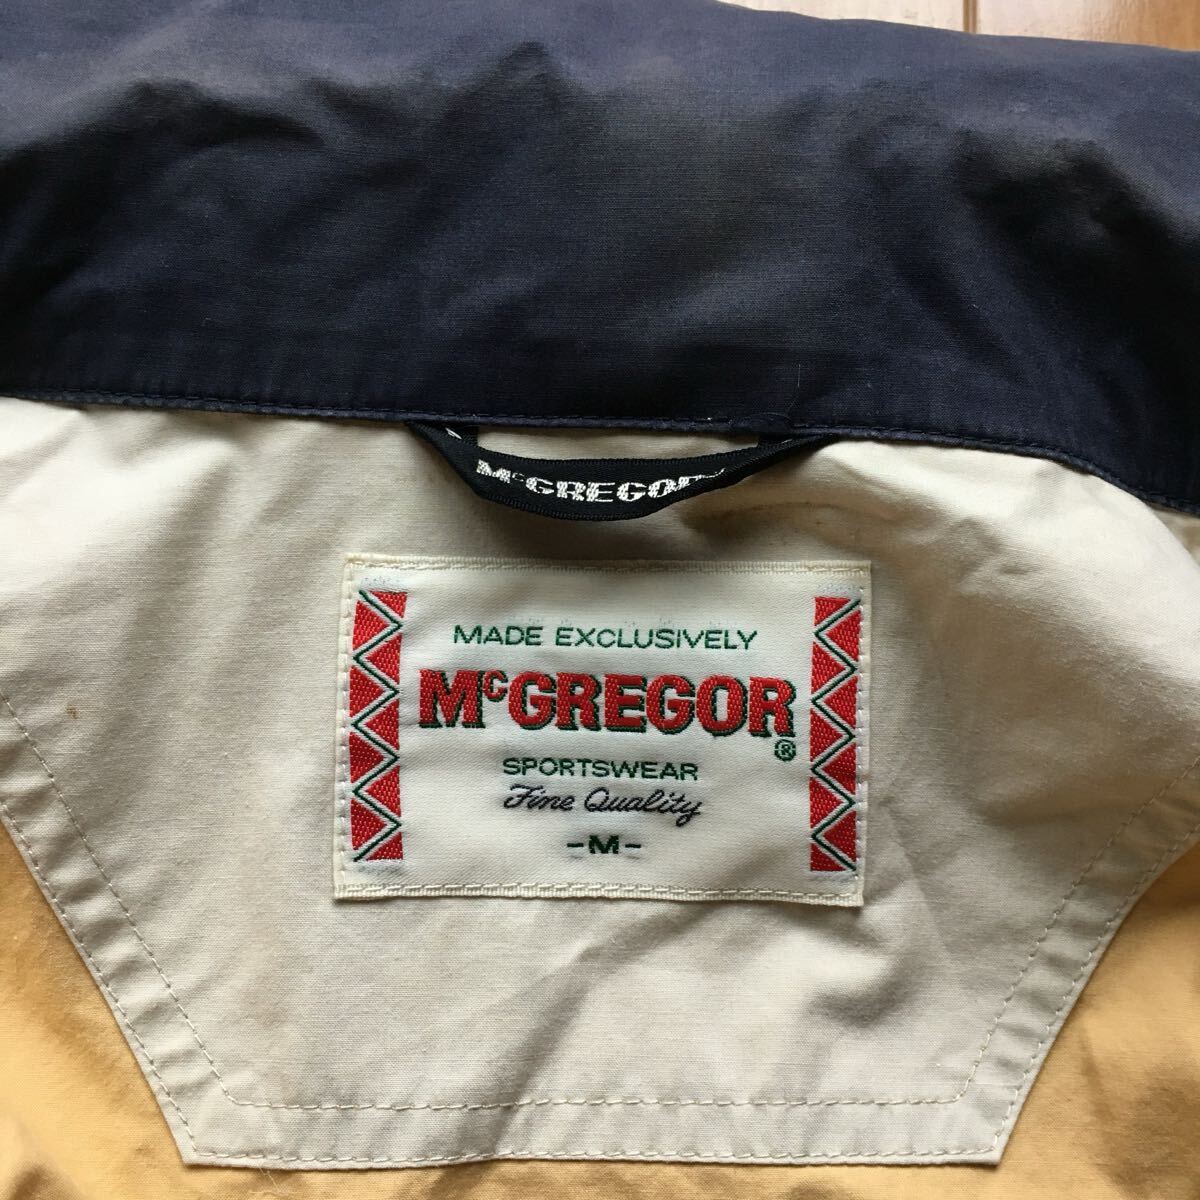 McGREGOR
MADE EXCLUSIVELY
McGREGOR®
SPORTSWEAR
Fine Quality
-M-